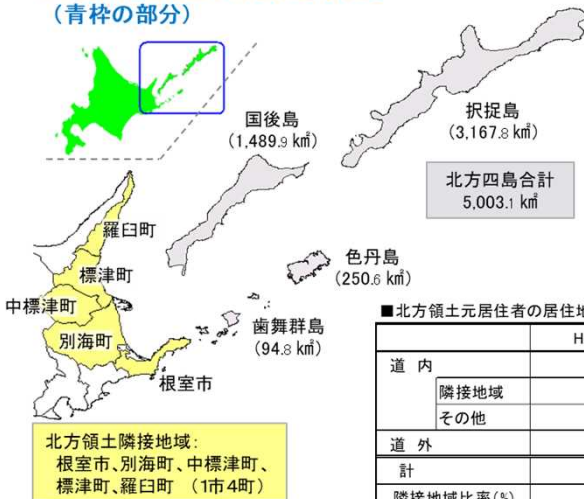 (青枠の部分)
国後島
(1,489.9 k㎡)
択捉島
(3,167.8 k㎡)
北方四島合計
5,003.1 k㎡
羅臼町
標津町
色丹島
(250.6 k㎡)
中標津町
歯舞群島
(94.8 k㎡)
別海町
根室市
北方領土隣接地域:
根室市、別海町、中標津町、
標津町、羅臼町 (1市4町)
■北方領土元居住者の居住地
H
道 内
隣接地域
その他
道 外
計
隣接地域比率(%)